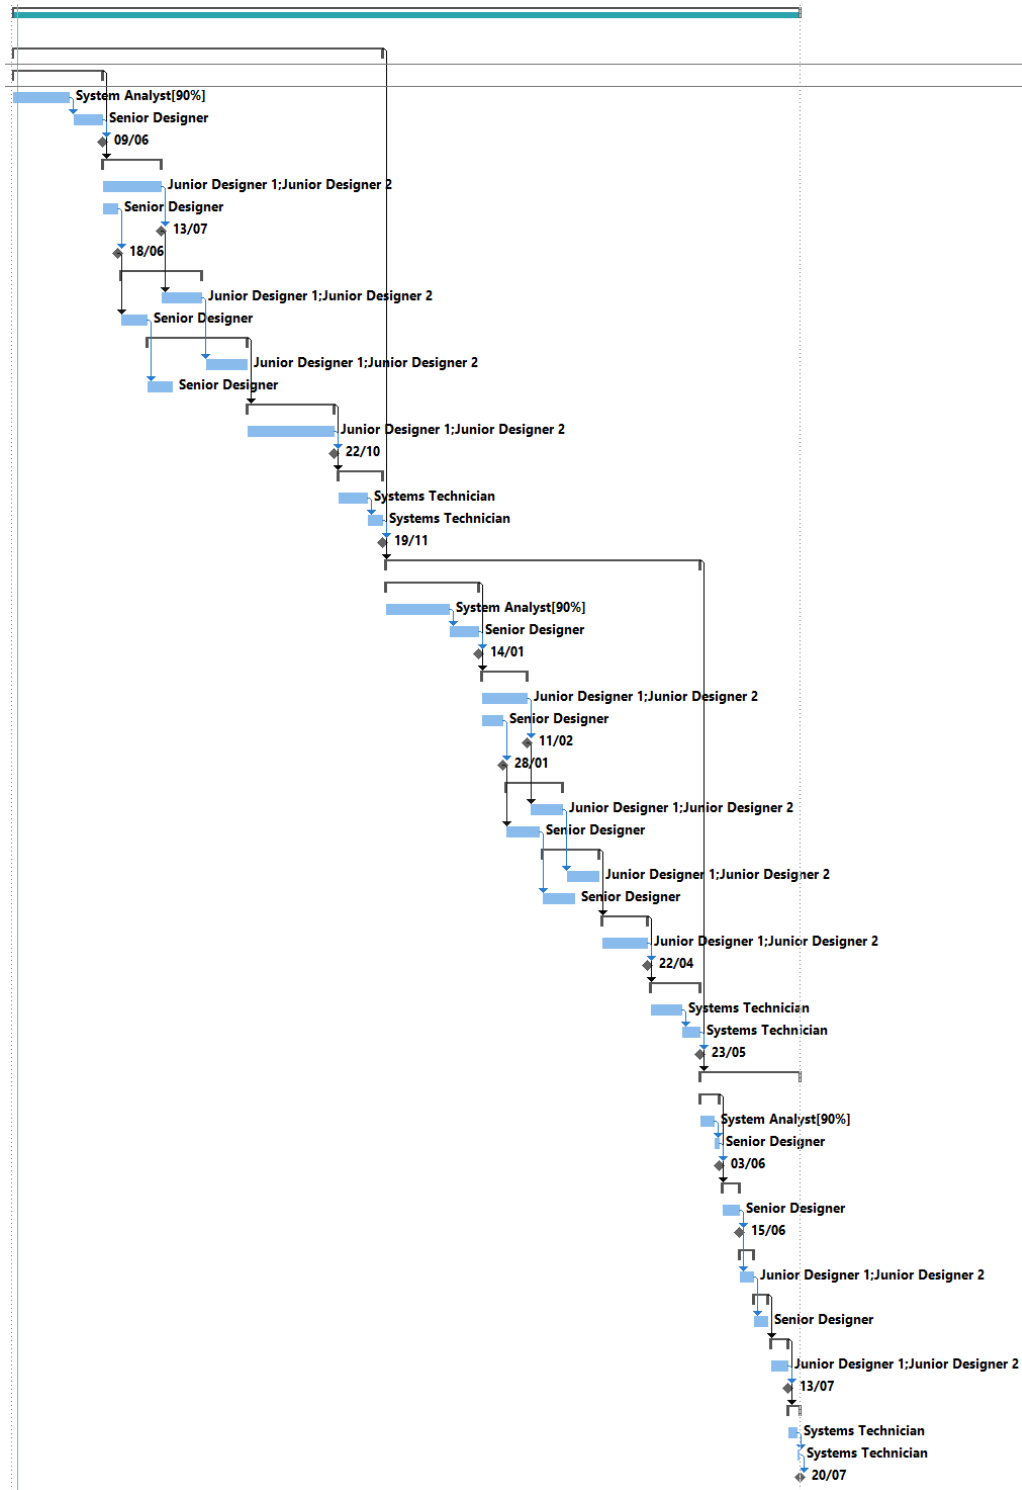 System Analyst[90%]
Senior Designer
09/06
Junior Designer 1;Junior Designer 2
Senior Designer
13/07
18/06
Junior Designer 1;Junior Designer 2
Senior Designer
Junior Designer 1;Junior Designer 2
Senior Designer
Junior Designer 1;Junior Designer 2
22/10
Systems Technician
Systems Technician
19/11
System Analyst[90%]
Senior Designer
14/01
Junior Designer 1;Junior Designer 2
Senior Designer
11/02
28/01
Junior Designer 1;Junior Designer 2
Senior Designer
Junior Designer 1;Junior Designer 2
Senior Designer
Junior Designer 1;Junior Designer 2
22/04
Systems Technician
Systems Technician
23/05
System Analyst[90%]
Senior Designer
03/06
Senior Designer
15/06
Junior Designer 1;Junior Designer 2
Senior Designer
Junior Designer 1;Junior Designer 2
13/07
Systems Technician
Systems Technician
20/07